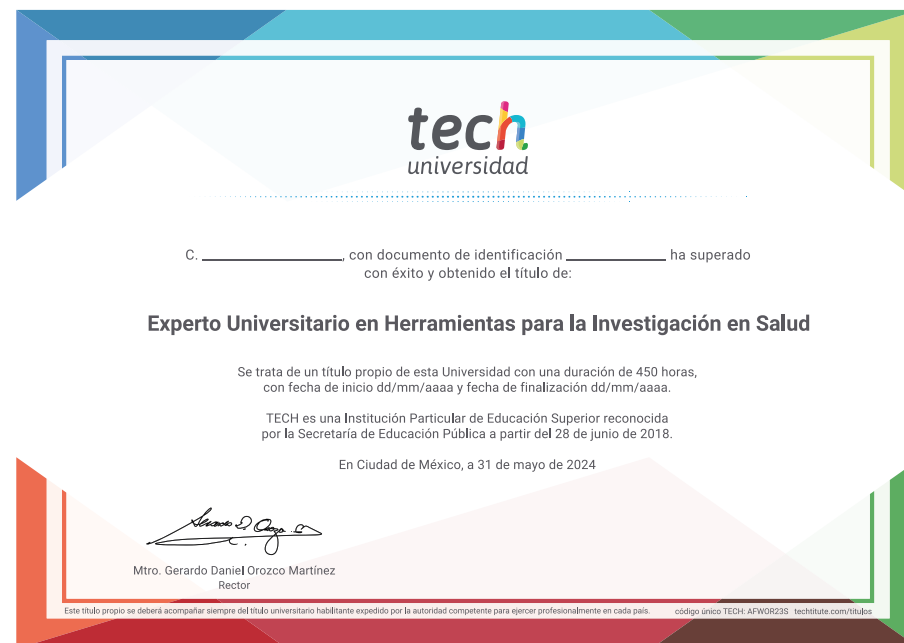 tech
universidad
C. ____________, con documento de identificación ____________ ha superado
con éxito y obtenido el título de:
Experto Universitario en Herramientas para la Investigación en Salud
Se trata de un título propio de esta Universidad con una duración de 450 horas,
con fecha de inicio dd/mm/aaaa y fecha de finalización dd/mm/aaaa.
TECH es una Institución Particular de Educación Superior reconocida
por la Secretaría de Educación Pública a partir del 28 de junio de 2018.
En Ciudad de México, a 31 de mayo de 2024
Mtro. Gerardo Daniel Orozco Martínez
Rector
Este título propio se deberá acompañar siempre del título universitario habilitante expedido por la autoridad competente para ejercer profesionalmente en cada país. código único TECH: AFWOR23S techtitute.com/titulos